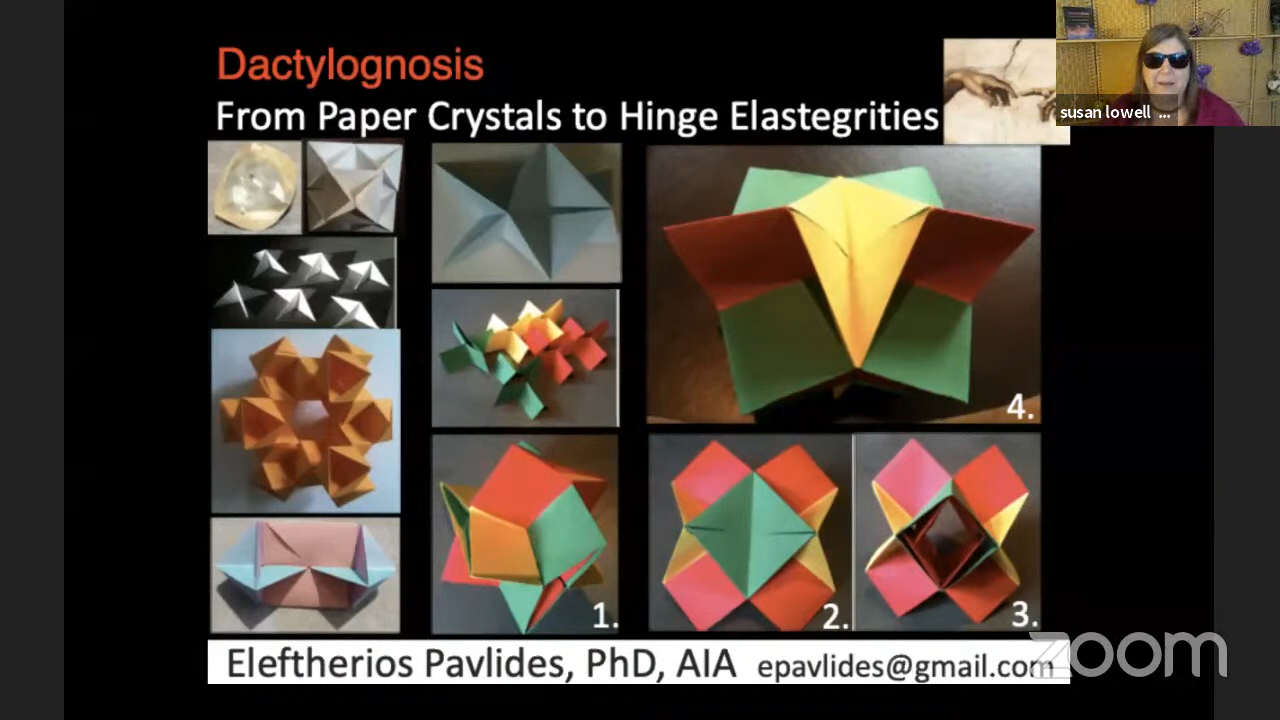 Dactylognosis
From Paper Crystals to Hinge Elastegrities
susan lowell ...
4.
1.
2.
3.
Eleftherios Pavlides, PhD, AIA epavlides@gmail.com
zoom